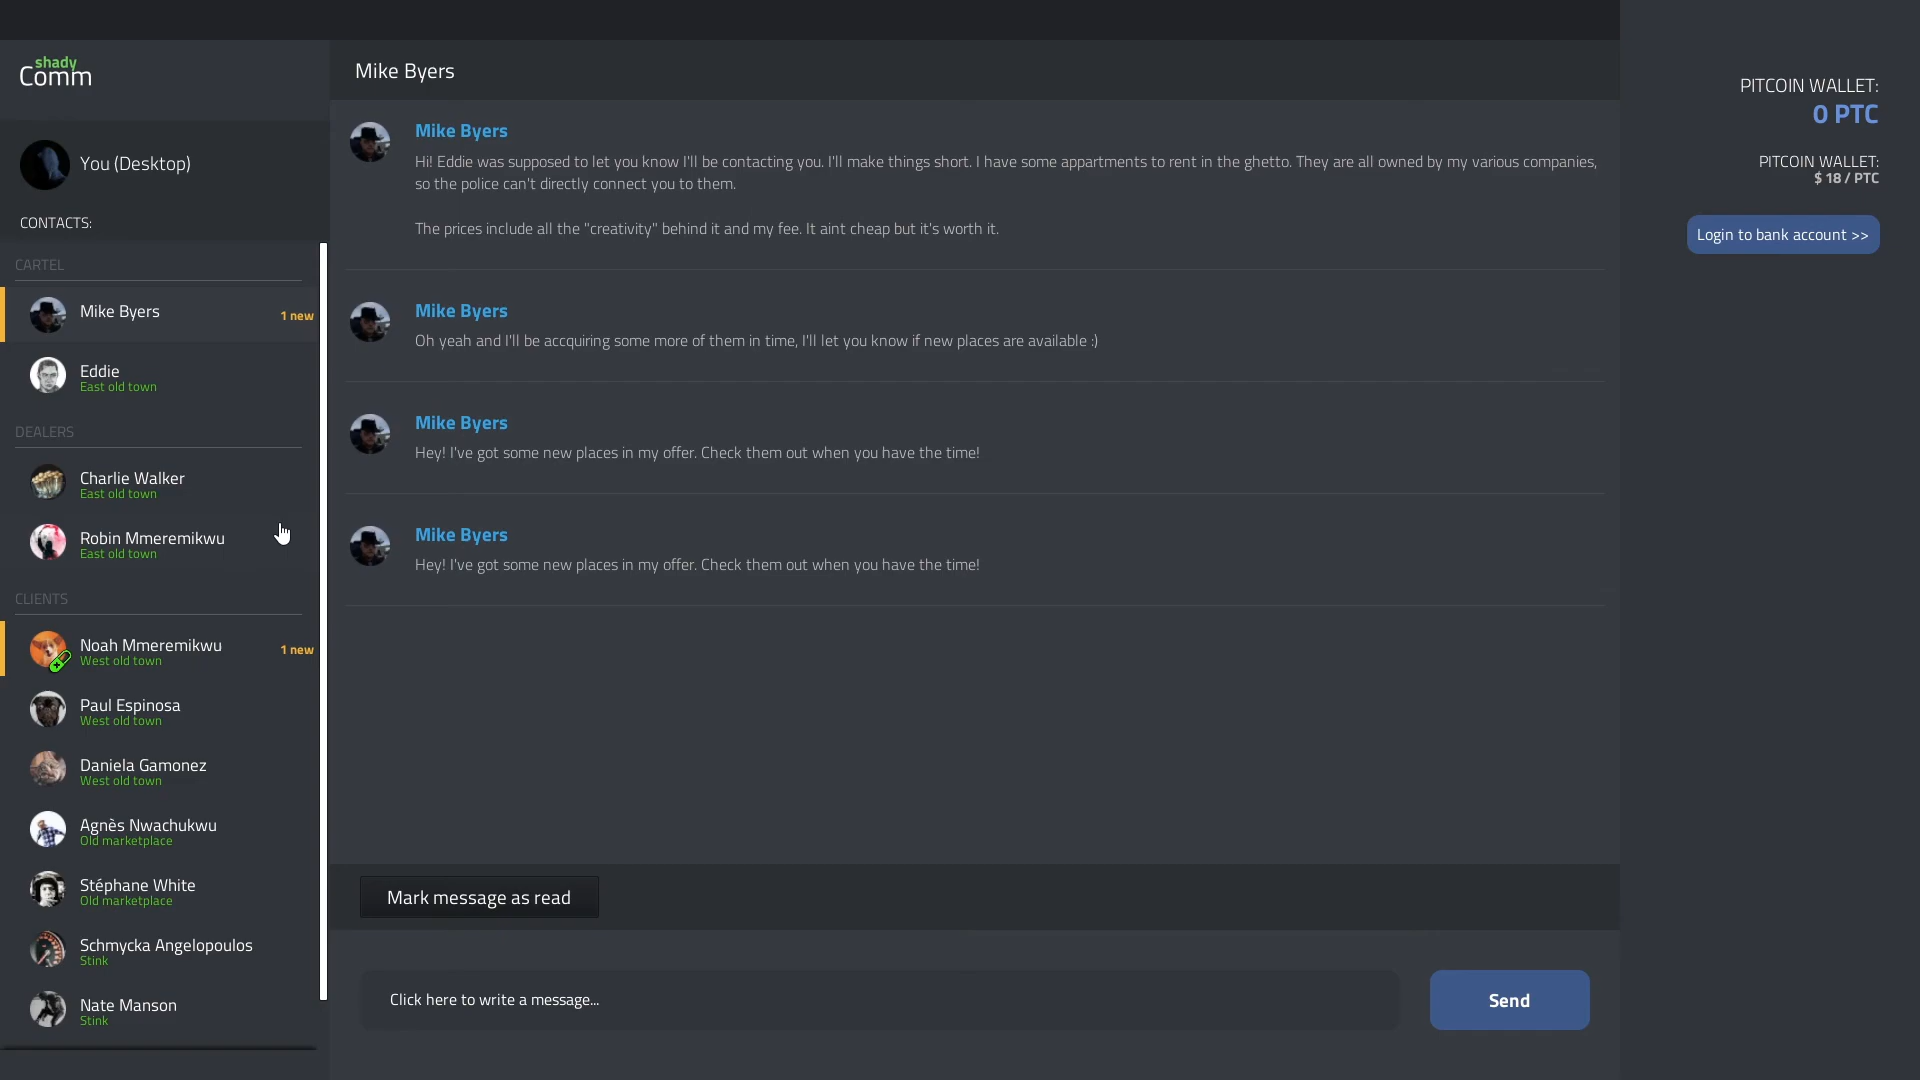 shady
Comm
You (Desktop)
CONTACTS:
CARTEL
Mike Byers
1 new
Eddie
East old town
DEALERS
Charlie Walker
East old town
Robin Mmeremikwu
East old town
CLIENTS
Noah Mmeremikwu
West old town
1 new
Paul Espinosa
West old town
Daniela Gamonez
West old town
Agnès Nwachukwu
Old marketplace
Stéphane White
Old marketplace
Schmycka Angelopoulos
Stink
Nate Manson
Stink
Mike Byers
Mike Byers
Hi! Eddie was supposed to let you know I'll be contacting you. I'll make things short. I have some appartments to rent in the ghetto. They are all owned by my various companies,
so the police can't directly connect you to them.
The prices include all the "creativity" behind it and my fee. It aint cheap but it's worth it.
Mike Byers
Oh yeah and I'll be accquiring some more of them in time, I'll let you know if new places are available :)
Mike Byers
Hey! I've got some new places in my offer. Check them out when you have the time!
Mike Byers
Hey! I've got some new places in my offer. Check them out when you have the time!
Mark message as read
Click here to write a message...
Send
PITCOIN WALLET:
0 PTC
PITCOIN WALLET:
$ 18 / PTC
Login to bank account >>